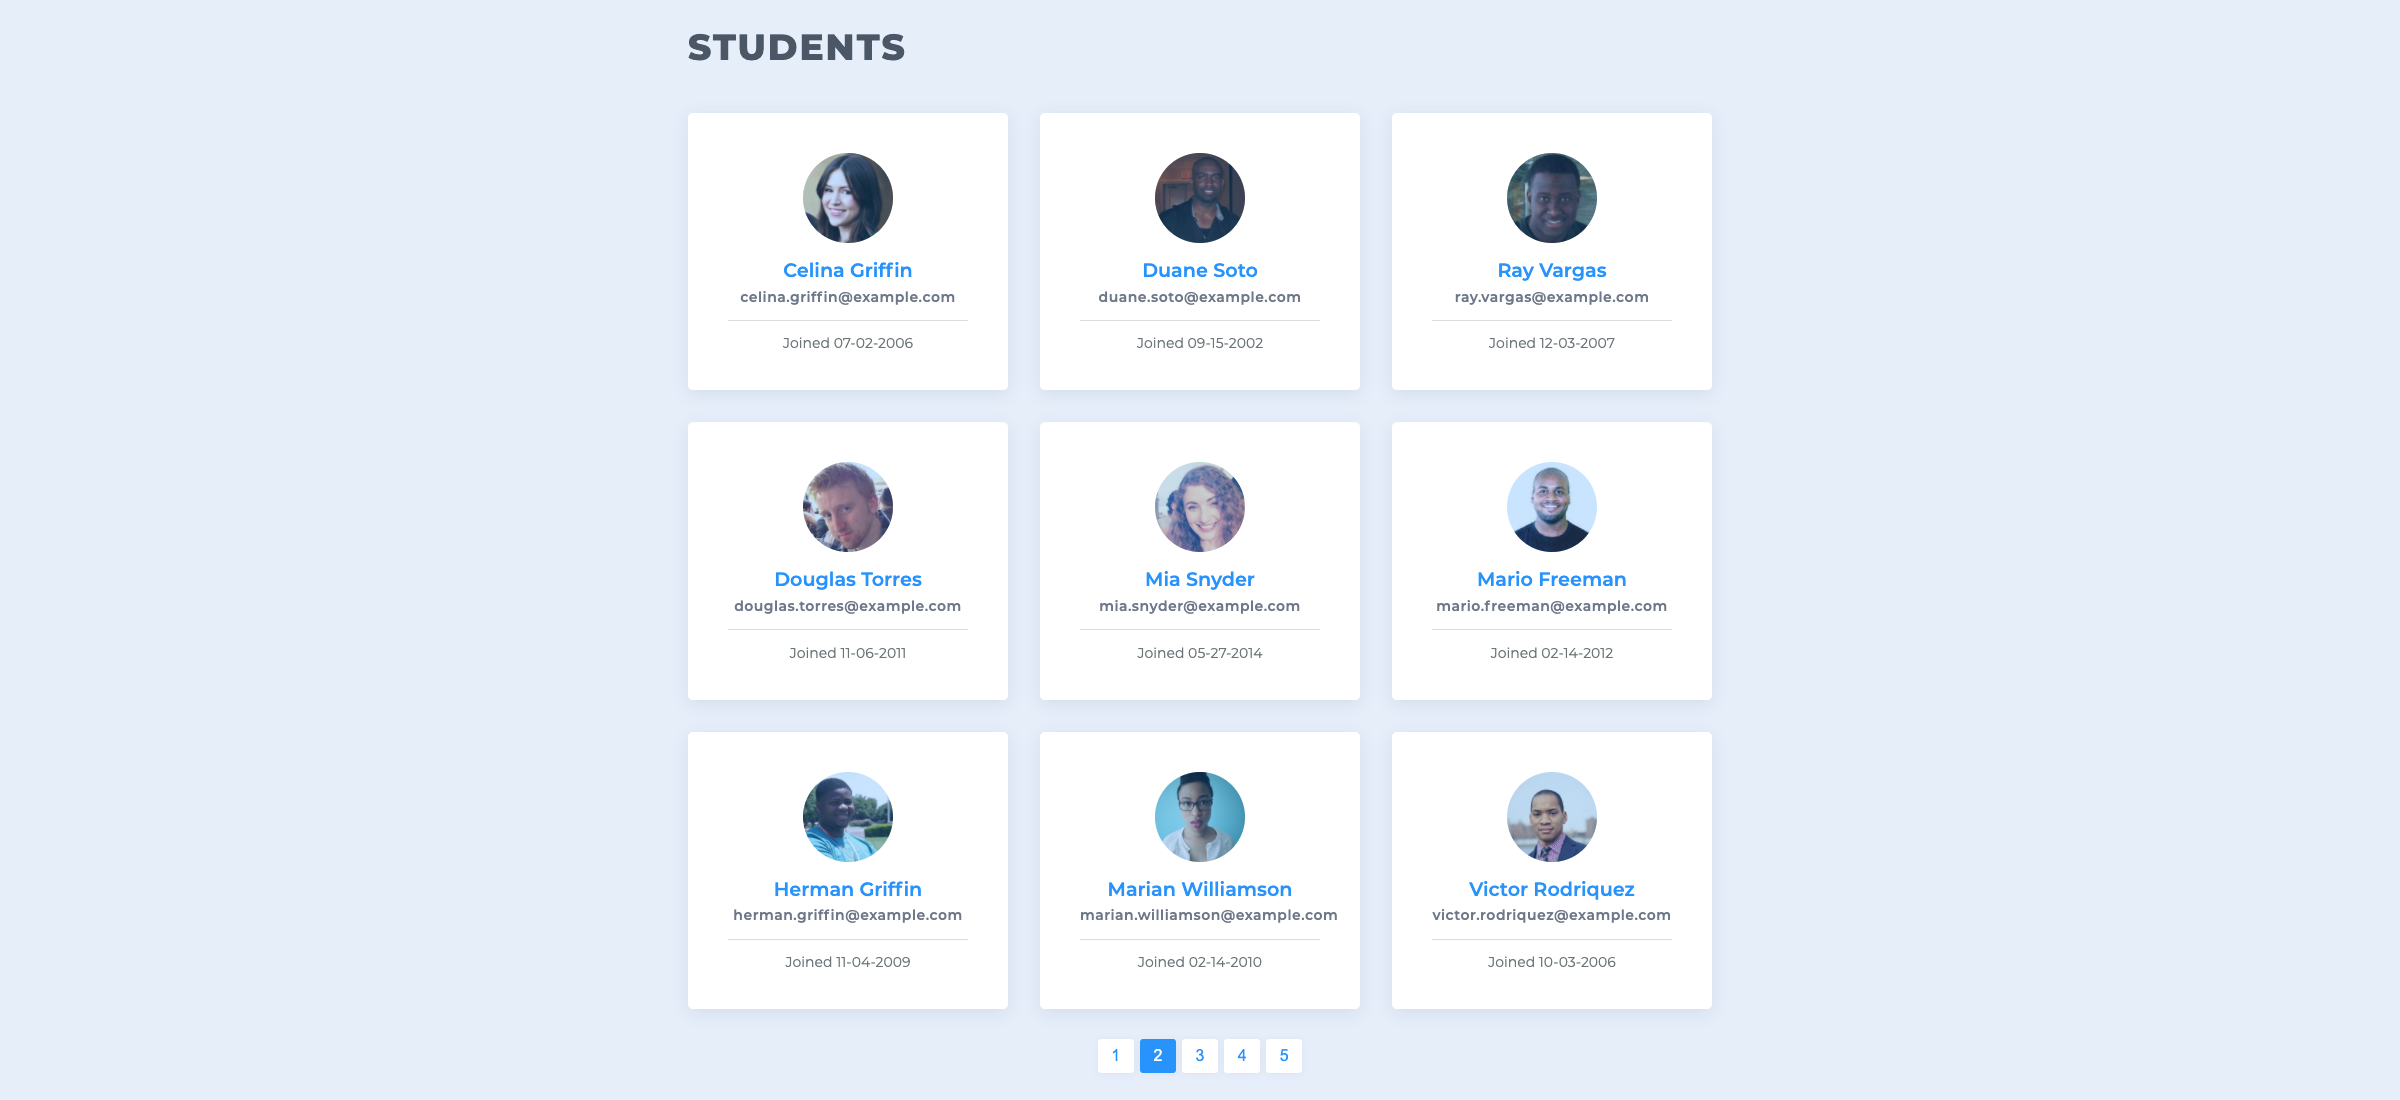 STUDENTS
Celina Griffin
celina.griffin@example.com
Joined 07-02-2006
Duane Soto
duane.soto@example.com
Joined 09-15-2002
Ray Vargas
ray.vargas@example.com
Joined 12-03-2007
Douglas Torres
douglas.torres@example.com
Joined 11-06-2011
Mia Snyder
mia.snyder@example.com
Joined 05-27-2014
Mario Freeman
mario.freeman@example.com
Joined 02-14-2012
Herman Griffin
herman.griffin@example.com
Joined 11-04-2009
Marian Williamson
marian.williamson@example.com
Joined 02-14-2010
Victor Rodriquez
victor.rodriquez@example.com
Joined 10-03-2006
1 2 3 4 5